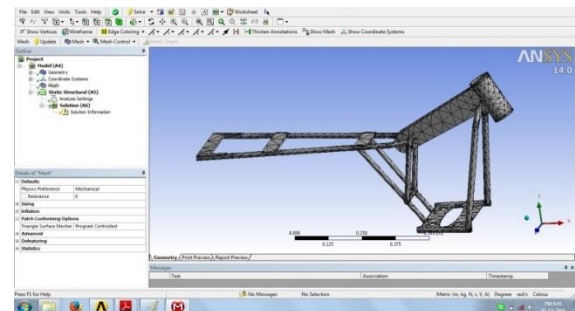 File Edit View Units Tools Help Solve Worksheet
Show Vertices Wireframe Edge Coloring Thicken Annotations Show Mesh Show Coordinate Systems
Mesh Update Mesh Mesh Control
Outline
Project
Model (A4)
Geometry
Coordinate Systems
Mesh
Static Structural (A5)
Analysis Settings
Solution (A6)
Solution Information
ANSYS
14.0
Details of "Mesh"
Defaults
Physics Preference Mechanical
Relevance 0
Sizing
Inflation
Patch Conforming Options
Triangle Surface Mesher Program Controlled
Advanced
Defeaturing
Statistics
0.000 0.250
0.125 0.375
Geometry Print Preview Report Preview
Messages
Text Association Timestamp
Press F1 for Help No Messages No Selection Metric (m, kg, N, s, V, A) Degrees rad/s Celsius